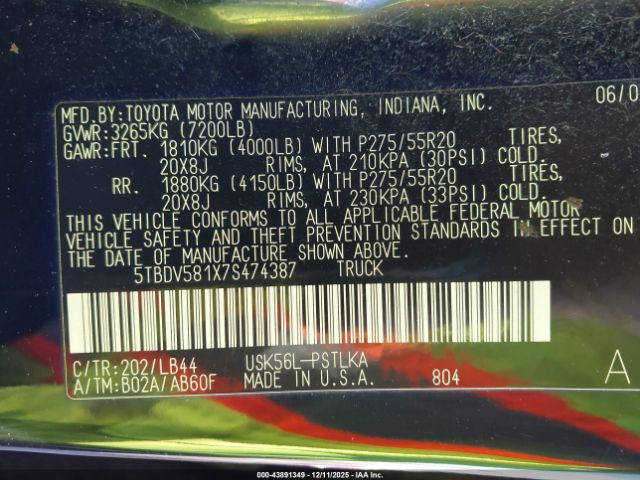 MFD.BY:TOYOTA MOTOR MANUFACTURING, INDIANA, INC. 06/0
GVWR:3265KG (7200LB)
GAWR:FRT. 1810KG (4000LB) WITH P275/55R20 TIRES,
20X8J RIMS, AT 210KPA (30PSI) COLD.
RR. 1880KG (4150LB) WITH P275/55R20 TIRES,
20X8J RIMS, AT 230KPA (33PSI) COLD.
THIS VEHICLE CONFORMS TO ALL APPLICABLE FEDERAL MOTOR
VEHICLE SAFETY AND THEFT PREVENTION STANDARDS IN EFFECT ON
THE DATE OF MANUFACTURE SHOWN ABOVE.
5TBDV581X7S474387 TRUCK
C/TR:202/LB44 USK56L-PSTLKA
A/TM:B02A/AB60F MADE IN U.S.A. 804 A
000-43891349 - 12/11/2025 - IAA Inc.